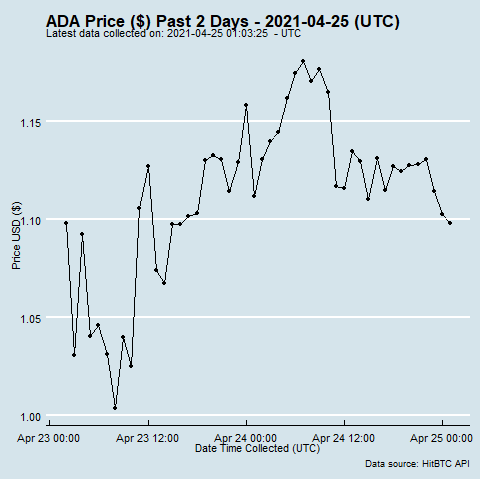 ADA Price ($) Past 2 Days - 2021-04-25 (UTC)
Latest data collected on: 2021-04-25 01:03:25 - UTC
1.15
1.10
1.05
1.00
Price USD ($)
Apr 23 00:00 Apr 23 12:00 Apr 24 00:00 Apr 24 12:00 Apr 25 00:00
Date Time Collected (UTC)
Data source: HitBTC API